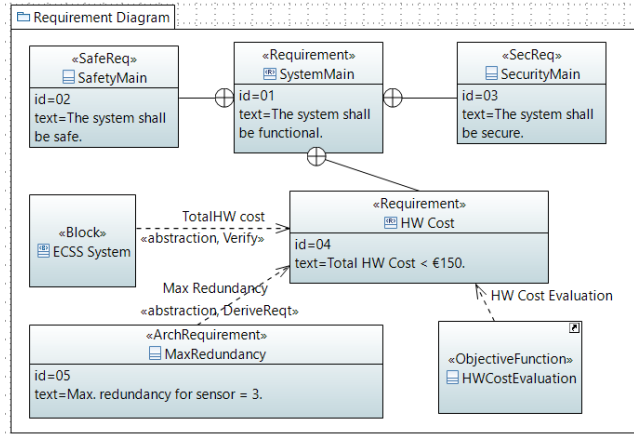 Requirement Diagram
«SafeReq»
SafetyMain
id=02
text=The system shall
be safe.
«Requirement»
SystemMain
id=01
text=The system shall
be functional.
«SecReq»
SecurityMain
id=03
text=The system shall
be secure.
«Block»
ECSS System
TotalHW cost
«abstraction, Verify»
«Requirement»
HW Cost
id=04
text=Total HW Cost < €150.
Max Redundancy
«abstraction, DeriveReqt»
HW Cost Evaluation
«ArchRequirement»
MaxRedundancy
id=05
text=Max. redundancy for sensor = 3.
«ObjectiveFunction»
HWCostEvaluation